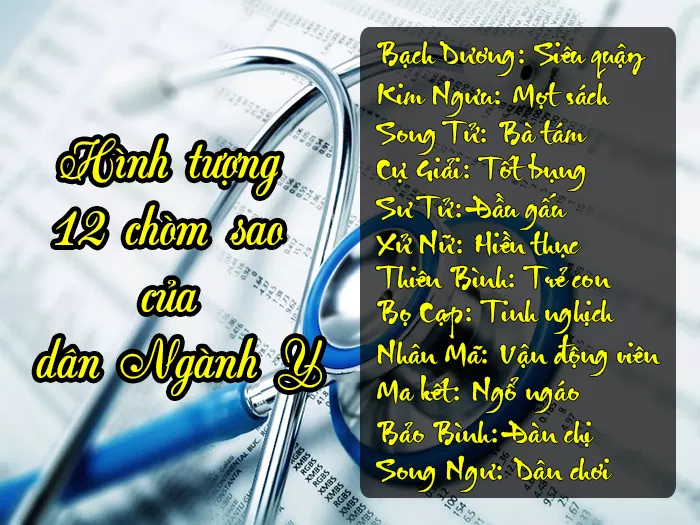 Hình tượng
12 chòm sao
của
dân Ngành Y
Bạch Dương: Siêu quậy
Kim Ngưu: Mọt sách
Song Tử: Bà tám
Cự Giải: Tốt bụng
Sư Tử: Đầu gấu
Xử Nữ: Hiền thục
Thiên Bình: Trẻ con
Bọ Cạp: Tinh nghịch
Nhân Mã: Vận động viên
Ma kết: Ngổ ngáo
Bảo Bình: Đàn chị
Song Ngư: Dân chơi